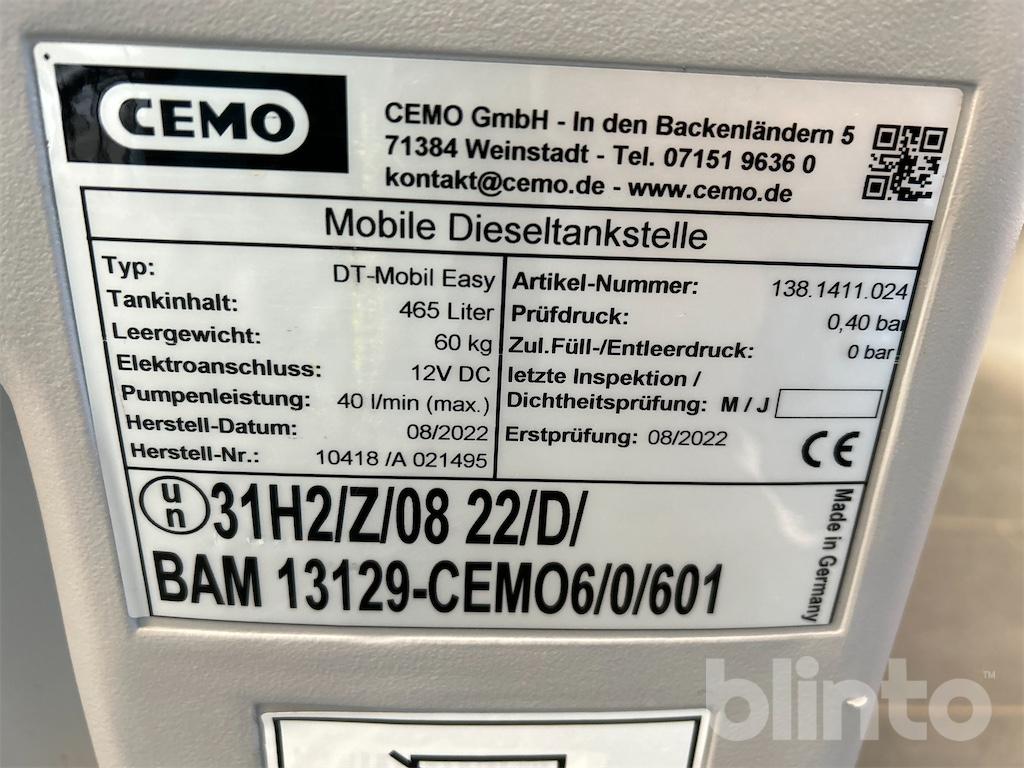 CEMO
CEMO GmbH - In den Backenländern 5
71384 Weinstadt - Tel. 07151 9636 0
kontakt@cemo.de - www.cemo.de
Mobile Dieseltankstelle
Typ: DT-Mobil Easy
Tankinhalt: 465 Liter
Leergewicht: 60 kg
Elektroanschluss: 12V DC
Pumpenleistung: 40 l/min (max.)
Herstell-Datum: 08/2022
Herstell-Nr.: 10418 /A 021495
Artikel-Nummer: 138.1411.024
Prüfdruck: 0,40 bar
Zul.Füll-/Entleerdruck: 0 bar
letzte Inspektion /
Dichtheitsprüfung: M / J
Erstprüfung: 08/2022
CE
un 31H2/Z/08 22/D/
BAM 13129-CEMO6/0/601
Made in Germany
blinto™